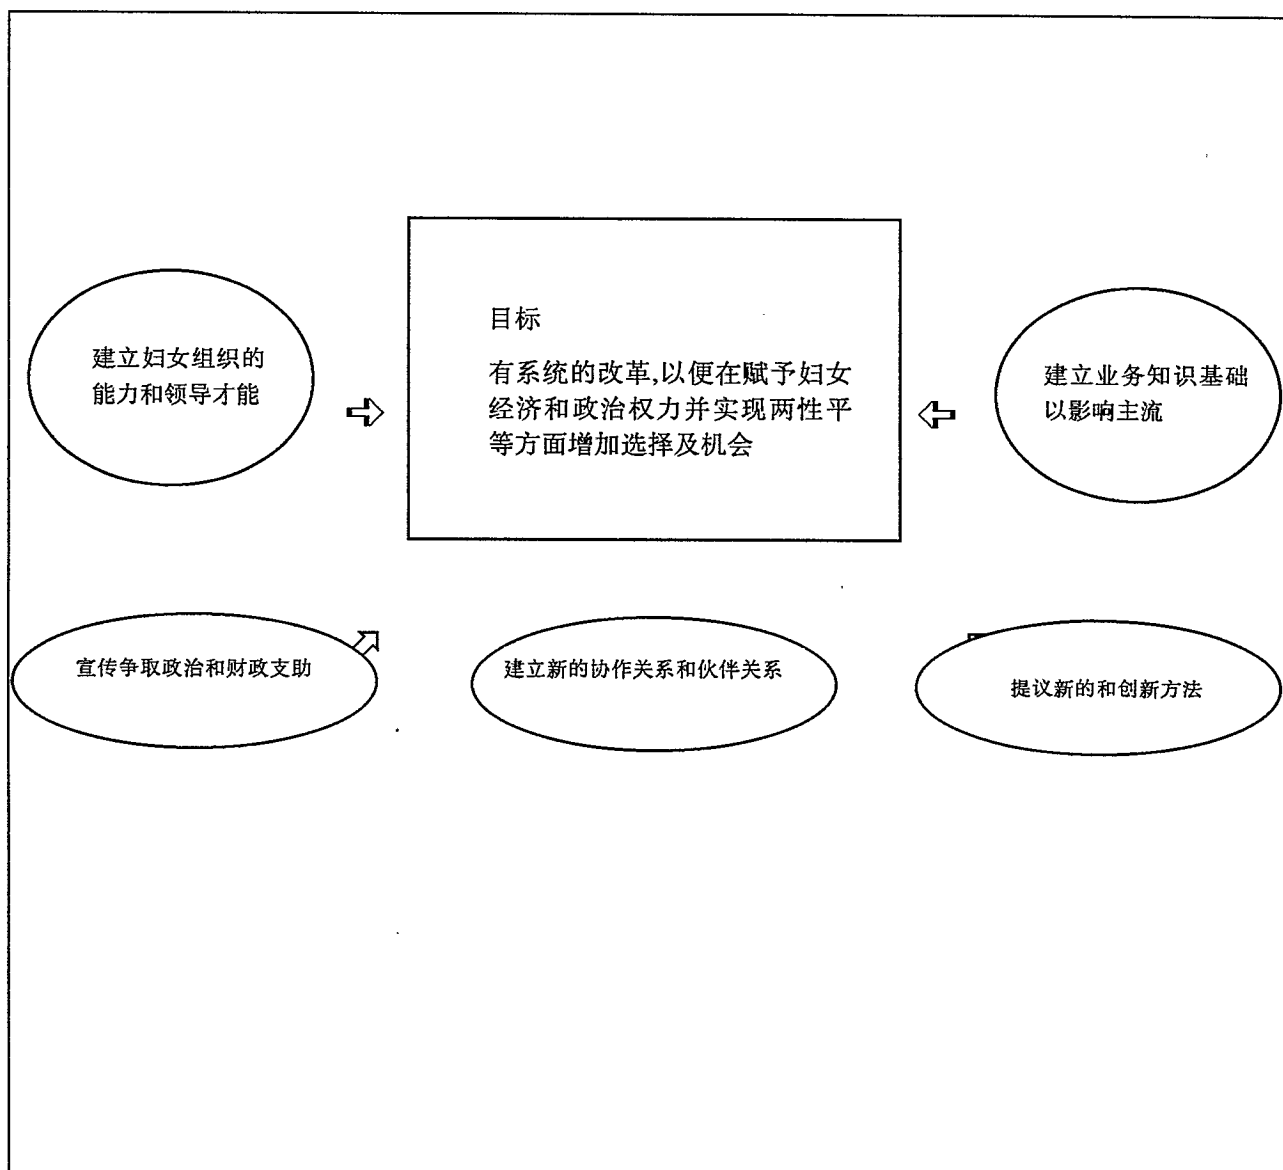 目标
有系统的改革,以便在赋予妇女
经济和政治权力并实现两性平
等方面增加选择及机会
建立妇女组织的
能力和领导才能
建立业务知识基础
以影响主流
宣传争取政治和财政支助
建立新的协作关系和伙伴关系
提议新的和创新方法